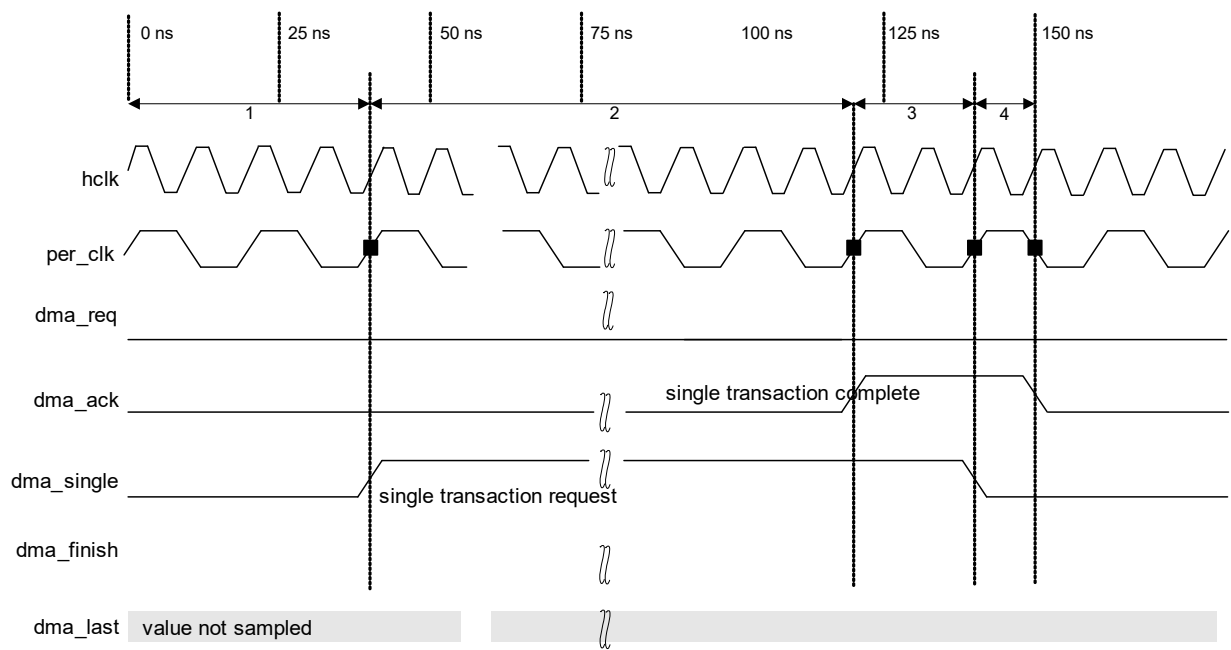 0 ns 25 ns 50 ns 75 ns 100 ns 125 ns 150 ns
1 2 3 4
hclk
per_clk
dma_req
dma_ack
single transaction complete
dma_single
single transaction request
dma_finish
dma_last
value not sampled